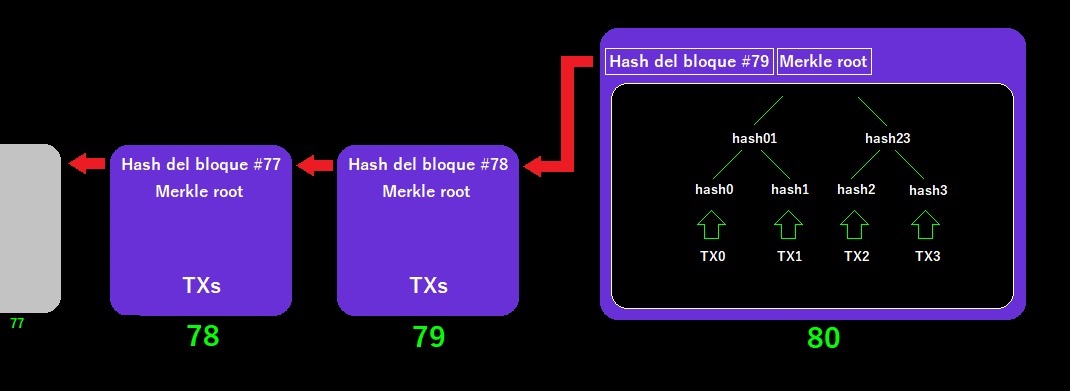 Hash del bloque #79 Merkle root
hash01 hash23
hash0 hash1 hash2 hash3
TX0 TX1 TX2 TX3
80
Hash del bloque #78
Merkle root
TXs
79
Hash del bloque #77
Merkle root
TXs
78
77